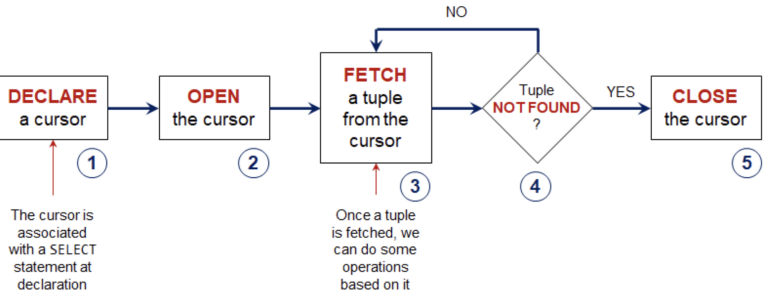 NO
DECLARE
a cursor
1
OPEN
the cursor
2
FETCH
a tuple
from the
cursor
3
Tuple
NOT FOUND
?
4
YES
CLOSE
the cursor
5
The cursor is
associated
with a SELECT
statement at
declaration
Once a tuple
is fetched, we
can do some
operations
based on it